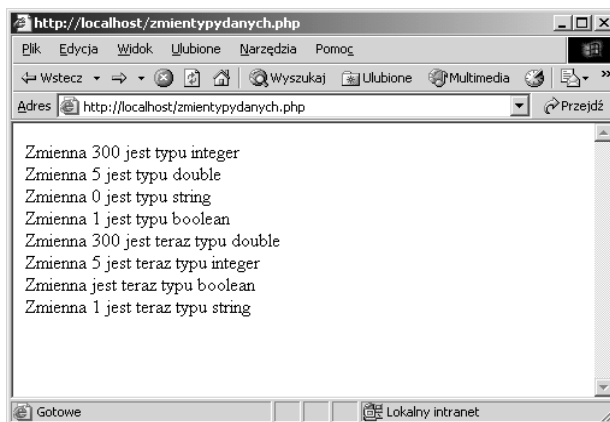 http://localhost/zmientypydanych.php
Plik Edycja Widok Ulubione Narzędzia Pomoc
Wstecz Wyszukaj Ulubione Multimedia »
Adres http://localhost/zmientypydanych.php Przejdź
Zmienna 300 jest typu integer
Zmienna 5 jest typu double
Zmienna 0 jest typu string
Zmienna 1 jest typu boolean
Zmienna 300 jest teraz typu double
Zmienna 5 jest teraz typu integer
Zmienna jest teraz typu boolean
Zmienna 1 jest teraz typu string
Gotowe Lokalny intranet